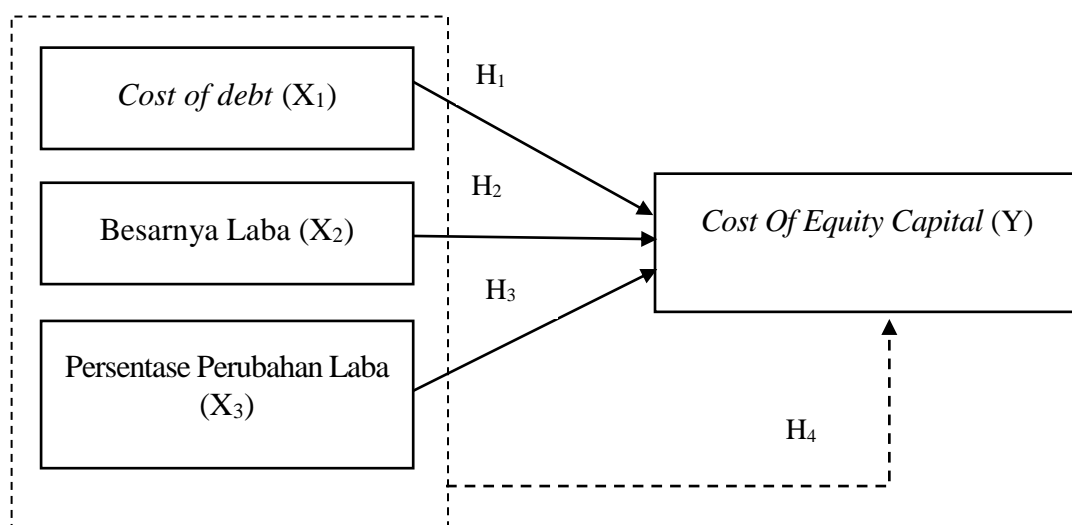 Cost of debt (X₁)
H₁
Besarnya Laba (X₂)
H₂
Cost Of Equity Capital (Y)
H₃
Persentase Perubahan Laba
(X₃)
H₄